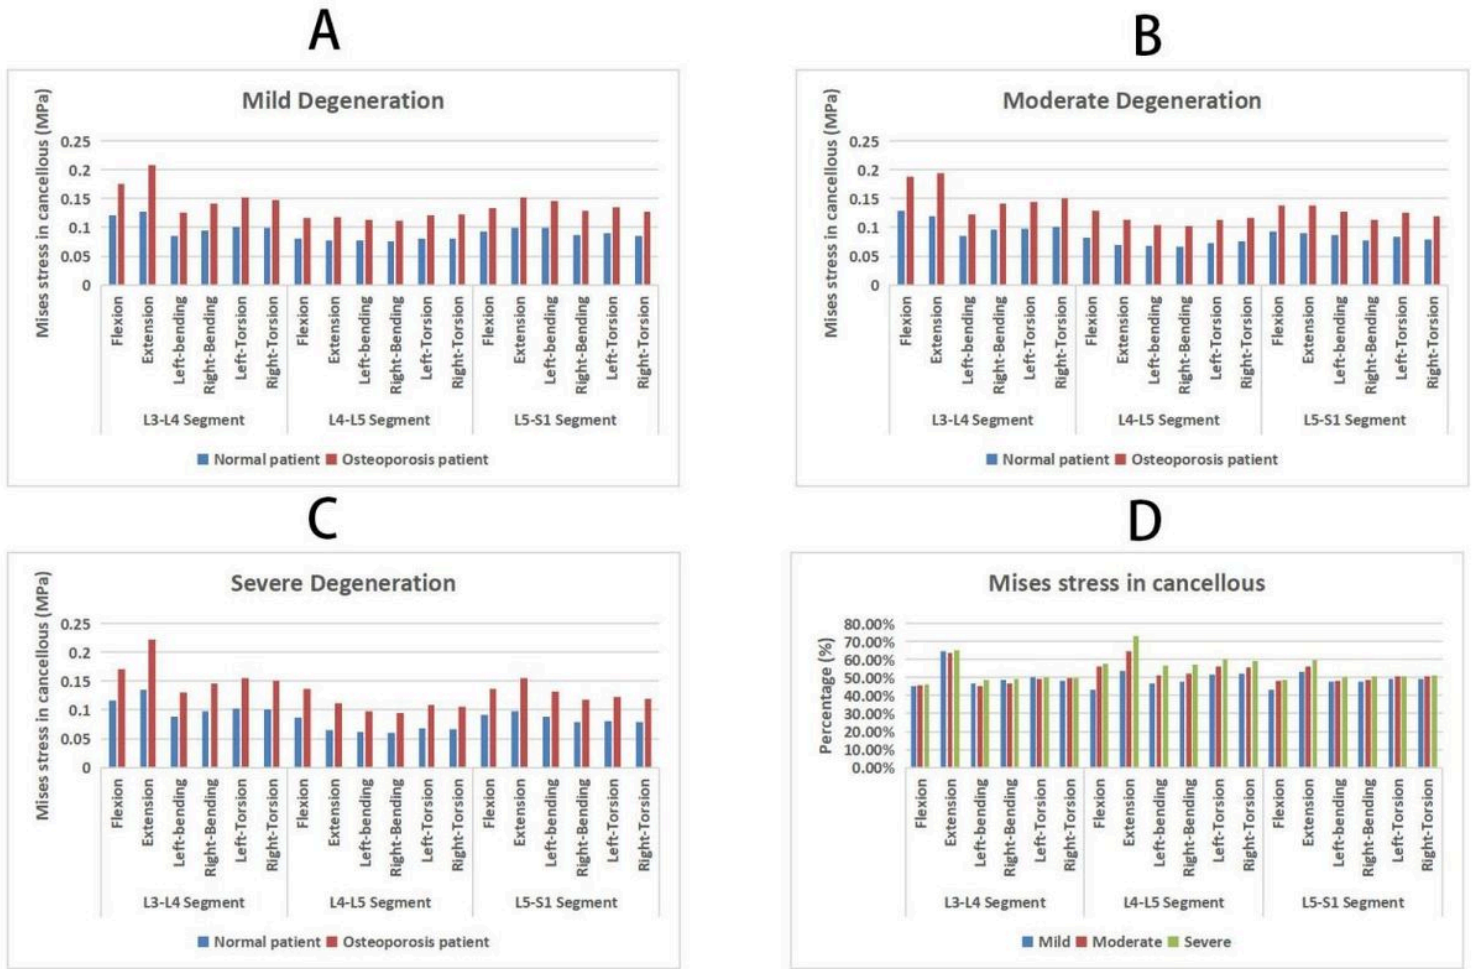 A
Mild Degeneration
Mises stress in cancellous (MPa)
0.25
0.2
0.15
0.1
0.05
0
Flexion
Extension
Left-bending
Right-Bending
Left-Torsion
Right-Torsion
Flexion
Extension
Left-bending
Right-Bending
Left-Torsion
Right-Torsion
Flexion
Extension
Left-bending
Right-Bending
Left-Torsion
Right-Torsion
L3-L4 Segment L4-L5 Segment L5-S1 Segment
Normal patient Osteoporosis patient
B
Moderate Degeneration
Mises stress in cancellous (MPa)
0.25
0.2
0.15
0.1
0.05
0
Flexion
Extension
Left-bending
Right-Bending
Left-Torsion
Right-Torsion
Flexion
Extension
Left-bending
Right-Bending
Left-Torsion
Right-Torsion
Flexion
Extension
Left-bending
Right-Bending
Left-Torsion
Right-Torsion
L3-L4 Segment L4-L5 Segment L5-S1 Segment
Normal patient Osteoporosis patient
C
Severe Degeneration
Mises stress in cancellous (MPa)
0.25
0.2
0.15
0.1
0.05
0
Flexion
Extension
Left-bending
Right-Bending
Left-Torsion
Right-Torsion
Flexion
Extension
Left-bending
Right-Bending
Left-Torsion
Right-Torsion
Flexion
Extension
Left-bending
Right-Bending
Left-Torsion
Right-Torsion
L3-L4 Segment L4-L5 Segment L5-S1 Segment
Normal patient Osteoporosis patient
D
Mises stress in cancellous
Percentage (%)
80.00%
70.00%
60.00%
50.00%
40.00%
30.00%
20.00%
10.00%
0.00%
Flexion
Extension
Left-Bending
Right-Bending
Left-Torsion
Right-Torsion
Flexion
Extension
Left-Bending
Right-Bending
Left-Torsion
Right-Torsion
Flexion
Extension
Left-Bending
Right-Bending
Left-Torsion
Right-Torsion
L3-L4 Segment L4-L5 Segment L5-S1 Segment
Mild Moderate Severe